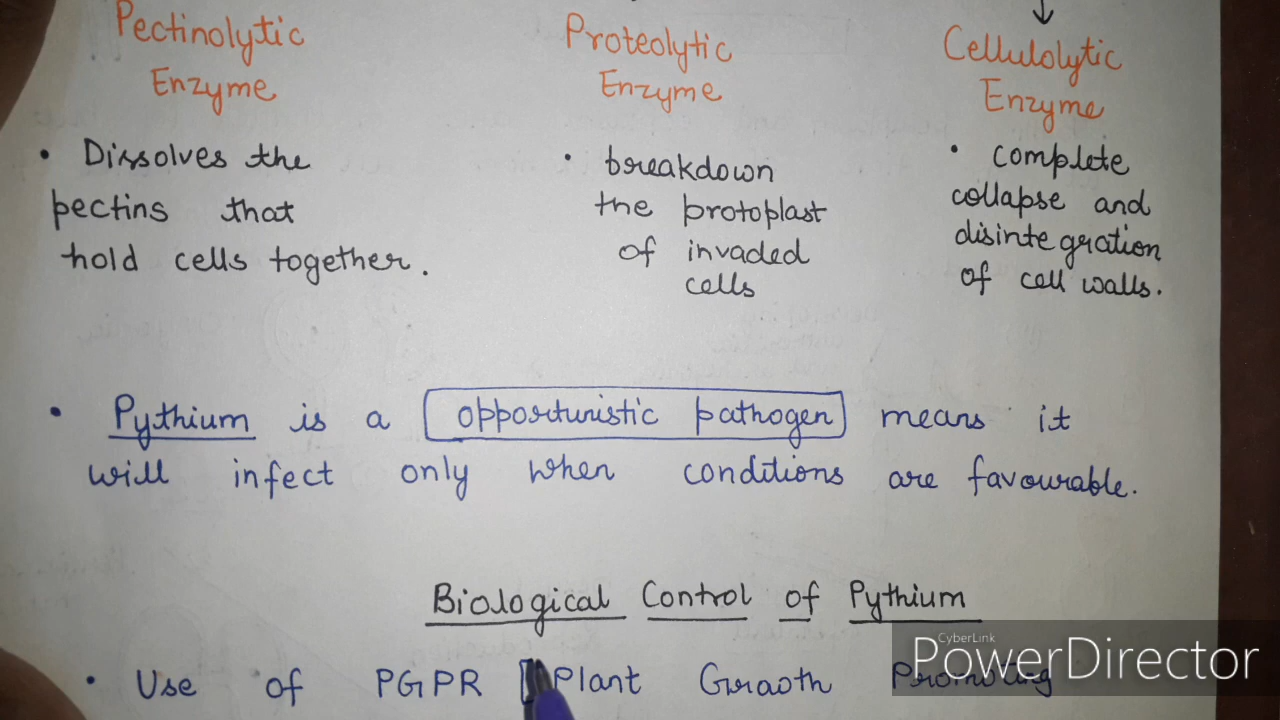 Pectinolytic
Enzyme
• Dissolves the
pectins that
hold cells together.
Proteolytic
Enzyme
• breakdown
the protoplast
of invaded
cells
Cellulolytic
Enzyme
• complete
collapse and
disintegration
of cell walls.
• Pythium is a opportunistic pathogen means it
will infect only when conditions are favourable.
Biological Control of Pythium
• Use of PGPR [Plant Graoth Promoting
CyberLink
PowerDirector